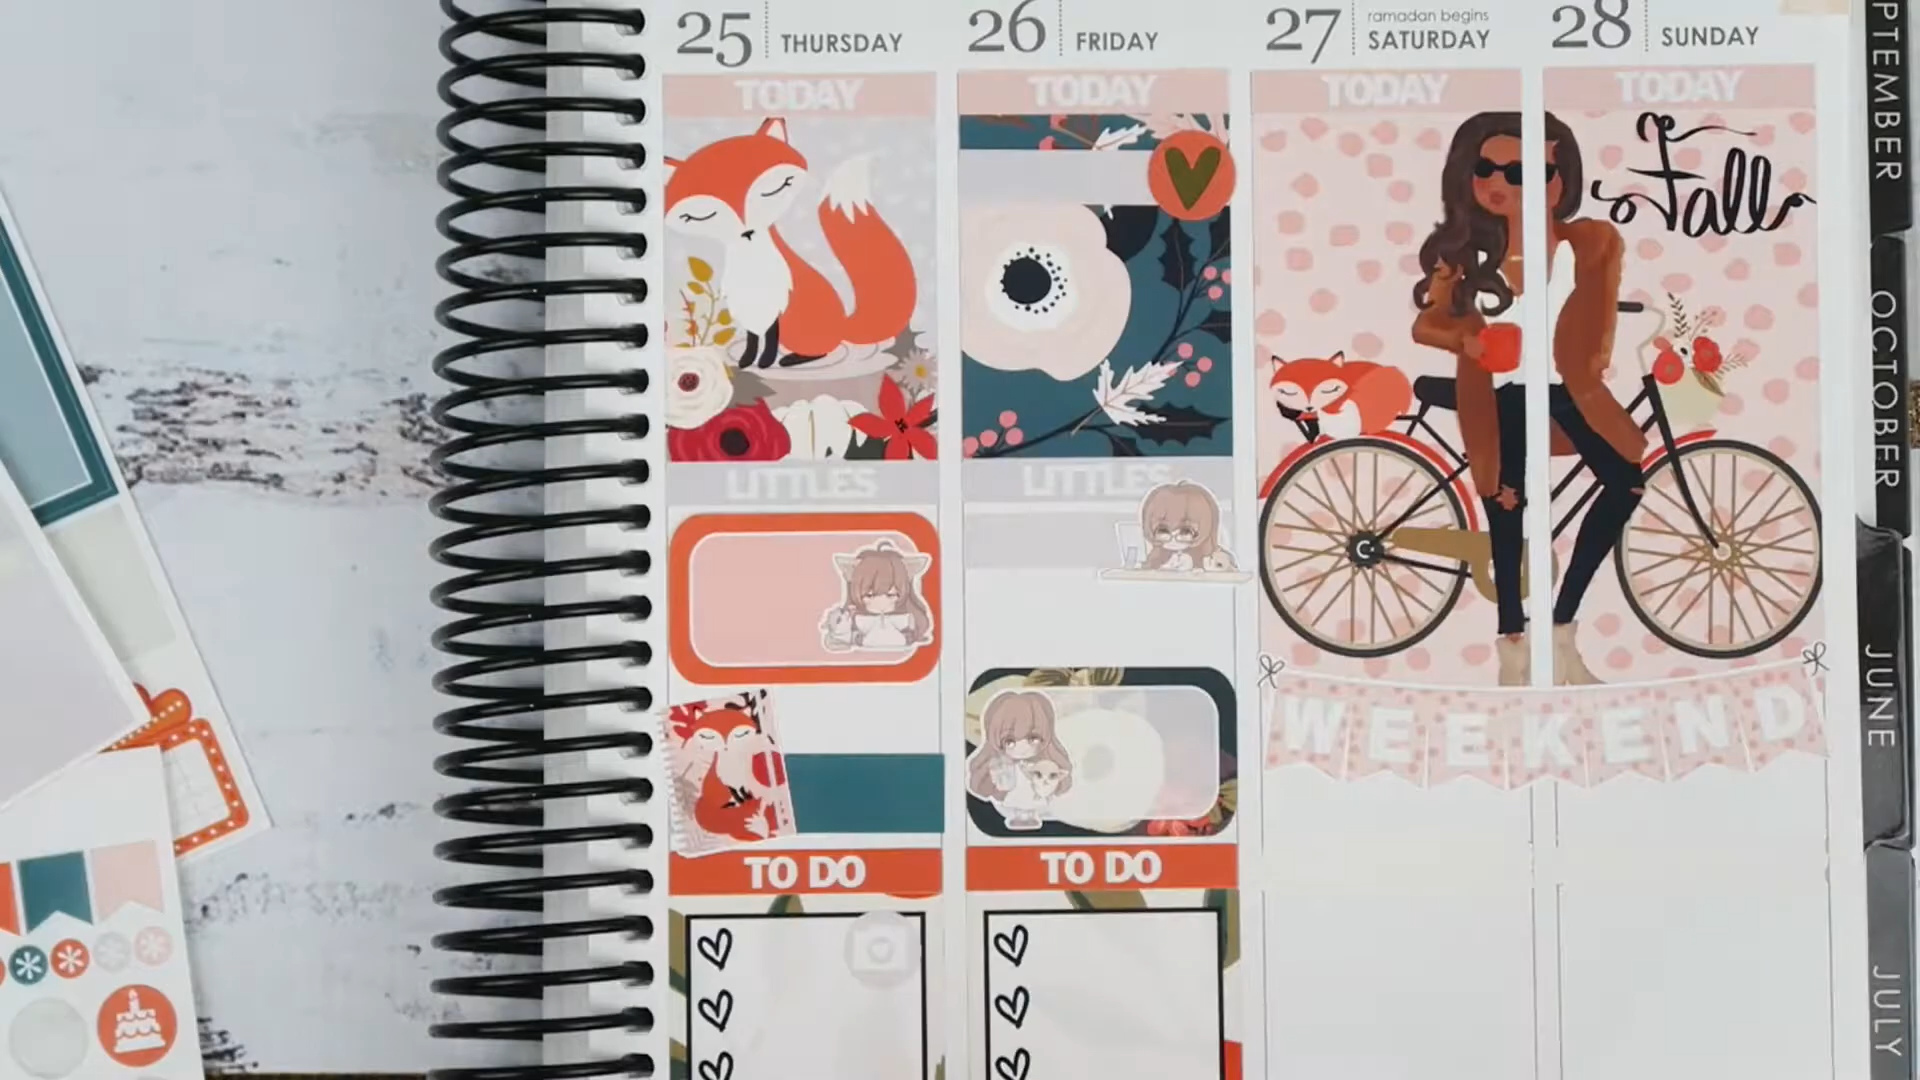 25 THURSDAY
26 FRIDAY
27 ramadan begins SATURDAY
28 SUNDAY
TODAY
TODAY
TODAY
TODAY
Fall
LITTLES
LITTLES
WEEKEND
TO DO
TO DO
PTEMBER
OCTOBER
JUNE
JULY